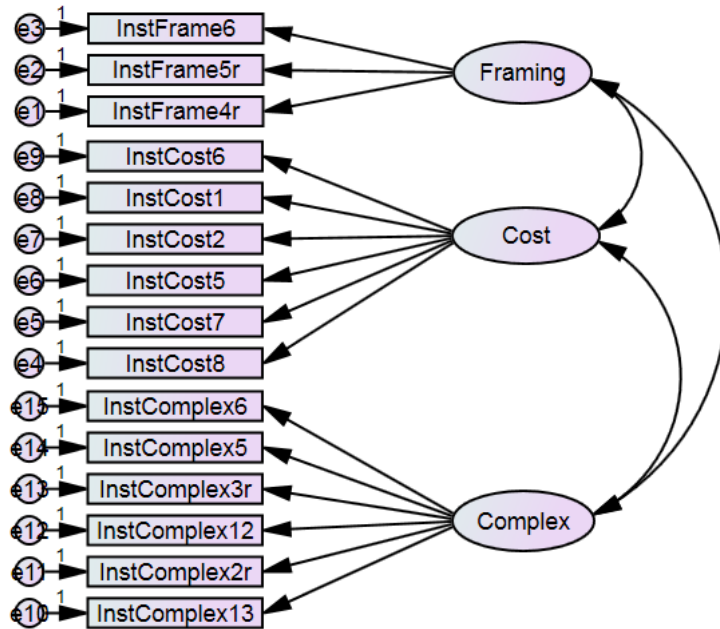 e3 1 InstFrame6
e2 1 InstFrame5r
e1 1 InstFrame4r
Framing
e9 1 InstCost6
e8 1 InstCost1
e7 1 InstCost2
e6 1 InstCost5
e5 1 InstCost7
e4 1 InstCost8
Cost
e15 1 InstComplex6
e14 1 InstComplex5
e13 1 InstComplex3r
e12 1 InstComplex12
e11 1 InstComplex2r
e10 1 InstComplex13
Complex